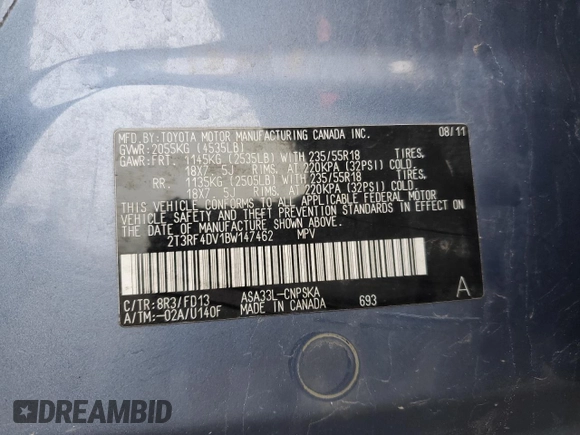 MFD.BY: TOYOTA MOTOR MANUFACTURING CANADA INC. 08/11
GVWR: 2055KG (4535LB)
GAWR: FRT. 1145KG (2535LB) WITH 235/55R18 TIRES,
18X7 .5J RIMS, AT 220KPA (32PSI) COLD.
RR. 1135KG (2505LB) WITH 235/55R18 TIRES,
18X7 .5J RIMS, AT 220KPA (32PSI) COLD.
THIS VEHICLE CONFORMS TO ALL APPLICABLE FEDERAL MOTOR
VEHICLE SAFETY AND THEFT PREVENTION STANDARDS IN EFFECT ON
THE DATE OF MANUFACTURE SHOWN ABOVE.
2T3RF4DV1BW147462 MPV
C/TR: 8R3/FD13 ASA33L-CNPSKA
A/TM:-02A/U140F MADE IN CANADA 693 A
DREAMBID